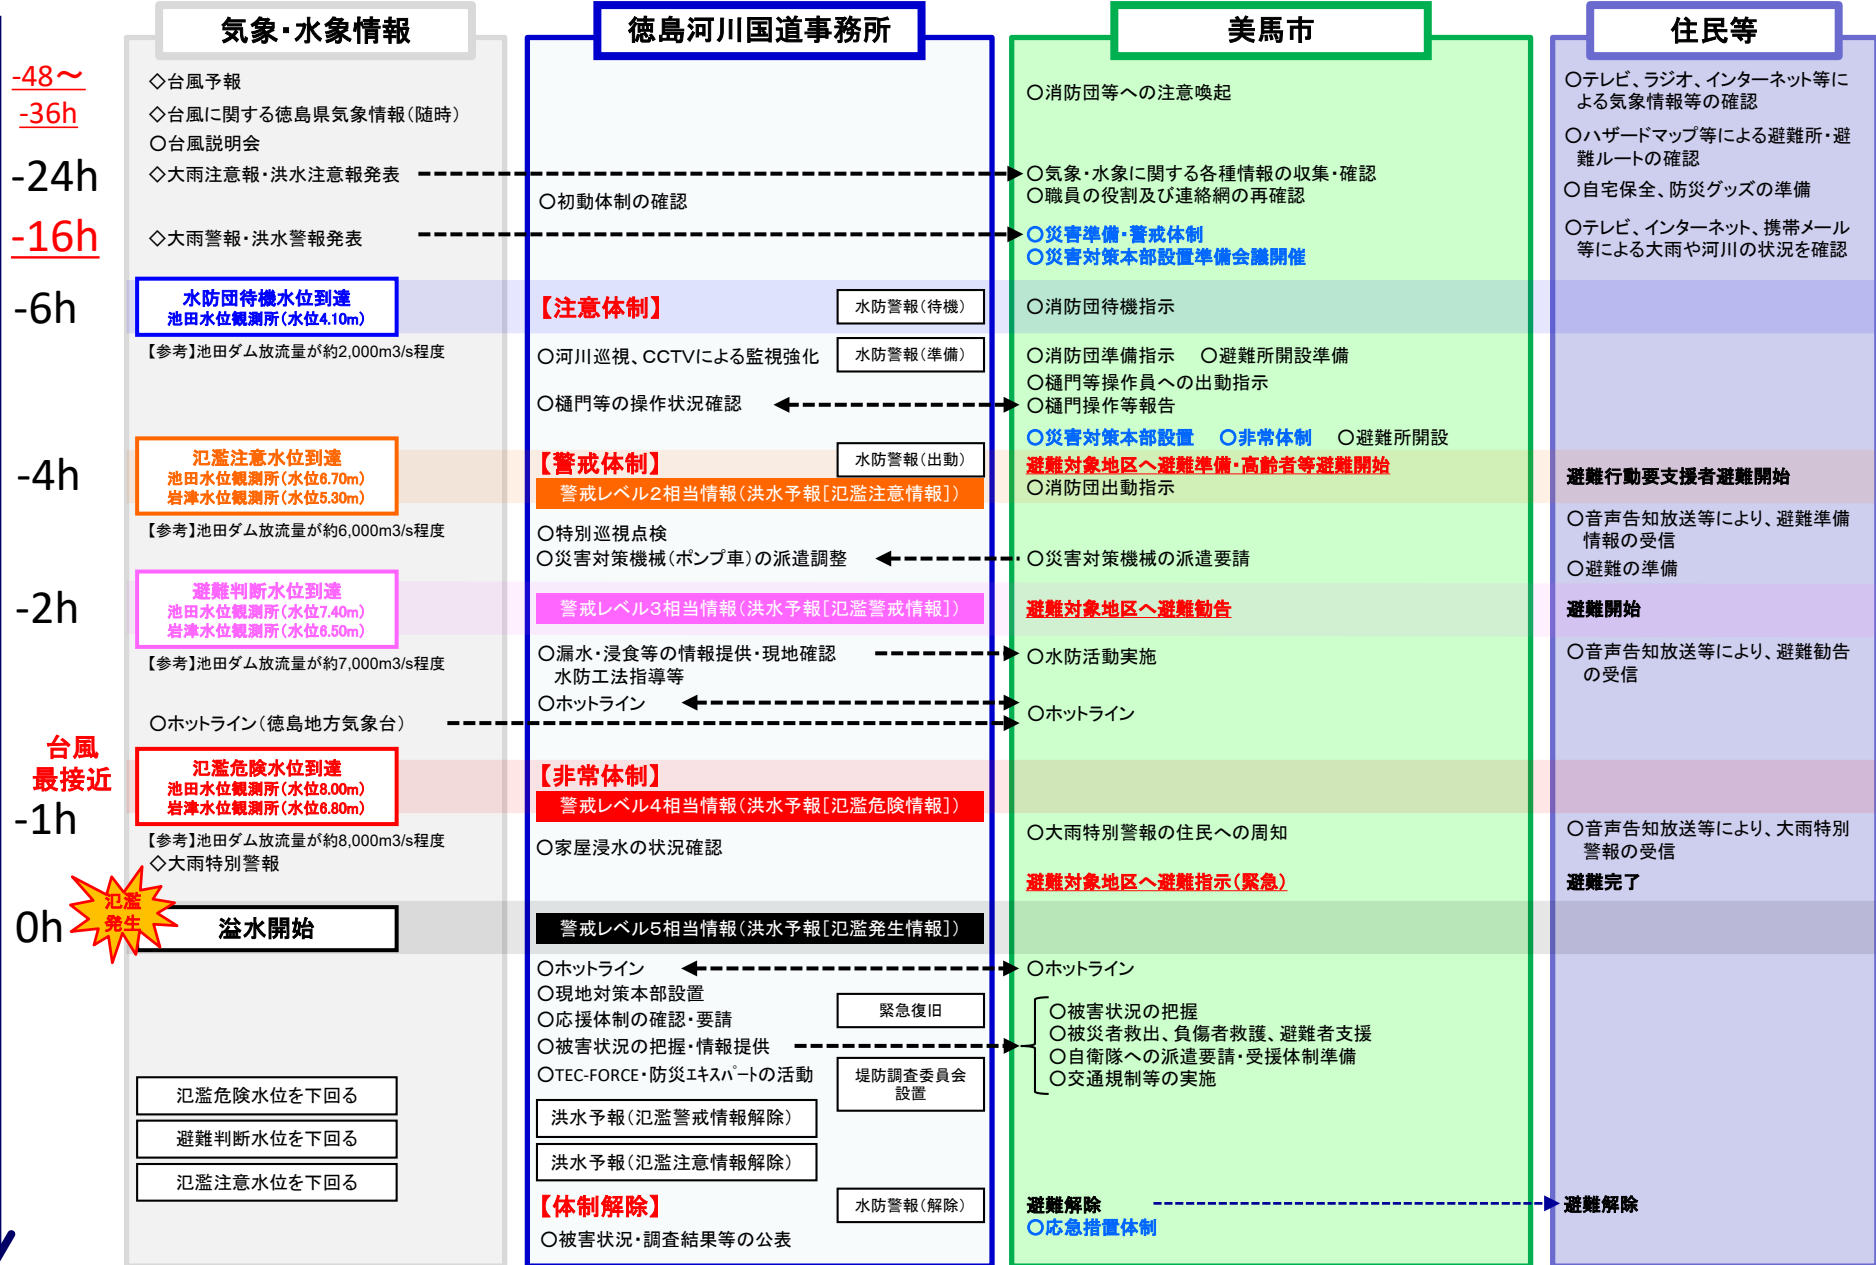 気象・水象情報
徳島河川国道事務所
美馬市
住民等
-48～
-36h
-24h
-16h
-6h
-4h
-2h
台風
最接近
-1h
氾濫
発生
0h
◇台風予報
◇台風に関する徳島県気象情報(随時)
○台風説明会
◇大雨注意報・洪水注意報発表
◇大雨警報・洪水警報発表
水防団待機水位到達
池田水位観測所(水位4.10m)
【参考】池田ダム放流量が約2,000m3/s程度
氾濫注意水位到達
池田水位観測所(水位6.70m)
岩津水位観測所(水位5.30m)
【参考】池田ダム放流量が約6,000m3/s程度
避難判断水位到達
池田水位観測所(水位7.40m)
岩津水位観測所(水位6.50m)
【参考】池田ダム放流量が約7,000m3/s程度
○ホットライン(徳島地方気象台)
氾濫危険水位到達
池田水位観測所(水位8.00m)
岩津水位観測所(水位6.80m)
【参考】池田ダム放流量が約8,000m3/s程度
◇大雨特別警報
溢水開始
氾濫危険水位を下回る
避難判断水位を下回る
氾濫注意水位を下回る
○初動体制の確認
【注意体制】
水防警報(待機)
○河川巡視、CCTVによる監視強化
水防警報(準備)
○樋門等の操作状況確認
【警戒体制】
水防警報(出動)
警戒レベル2相当情報(洪水予報[氾濫注意情報])
○特別巡視点検
○災害対策機械(ポンプ車)の派遣調整
警戒レベル3相当情報(洪水予報[氾濫警戒情報])
○漏水・浸食等の情報提供・現地確認
水防工法指導等
○ホットライン
【非常体制】
警戒レベル4相当情報(洪水予報[氾濫危険情報])
○家屋浸水の状況確認
警戒レベル5相当情報(洪水予報[氾濫発生情報])
○ホットライン
○現地対策本部設置
○応援体制の確認・要請
緊急復旧
○被害状況の把握・情報提供
○TEC-FORCE・防災ｴｷｽﾊﾟｰﾄの活動
堤防調査委員会
設置
洪水予報(氾濫警戒情報解除)
洪水予報(氾濫注意情報解除)
【体制解除】
水防警報(解除)
○被害状況・調査結果等の公表
○消防団等への注意喚起
○気象・水象に関する各種情報の収集・確認
○職員の役割及び連絡網の再確認
○災害準備・警戒体制
○災害対策本部設置準備会議開催
○消防団待機指示
○消防団準備指示　○避難所開設準備
○樋門等操作員への出動指示
○樋門操作等報告
○災害対策本部設置　○非常体制　○避難所開設
避難対象地区へ避難準備・高齢者等避難開始
○消防団出動指示
○災害対策機械の派遣要請
避難対象地区へ避難勧告
○水防活動実施
○ホットライン
○大雨特別警報の住民への周知
避難対象地区へ避難指示(緊急)
○ホットライン
○被害状況の把握
○被災者救出、負傷者救護、避難者支援
○自衛隊への派遣要請・受援体制準備
○交通規制等の実施
避難解除
○応急措置体制
○テレビ、ラジオ、インターネット等に
よる気象情報等の確認
○ハザードマップ等による避難所・避
難ルートの確認
○自宅保全、防災グッズの準備
○テレビ、インターネット、携帯メール
等による大雨や河川の状況を確認
避難行動要支援者避難開始
○音声告知放送等により、避難準備
情報の受信
○避難の準備
避難開始
○音声告知放送等により、避難勧告
の受信
○音声告知放送等により、大雨特別
警報の受信
避難完了
避難解除